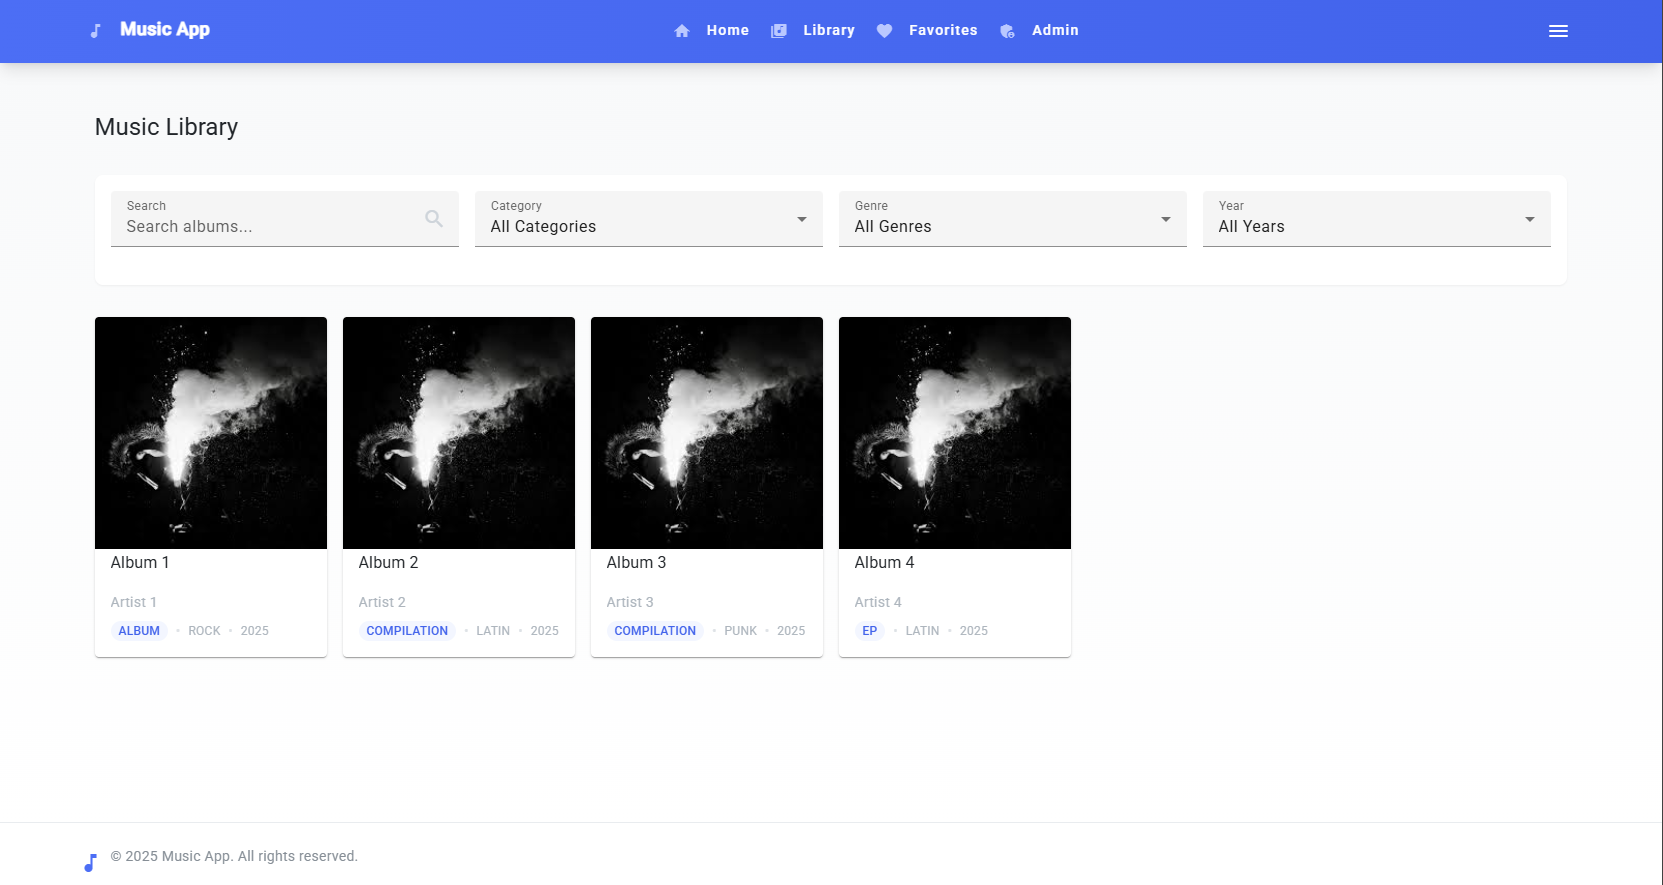 Music App
Home Library Favorites Admin
Music Library
Search
Search albums...
Category
All Categories
Genre
All Genres
Year
All Years
Album 1
Artist 1
ALBUM • ROCK • 2025
Album 2
Artist 2
COMPILATION • LATIN • 2025
Album 3
Artist 3
COMPILATION • PUNK • 2025
Album 4
Artist 4
EP • LATIN • 2025
© 2025 Music App. All rights reserved.